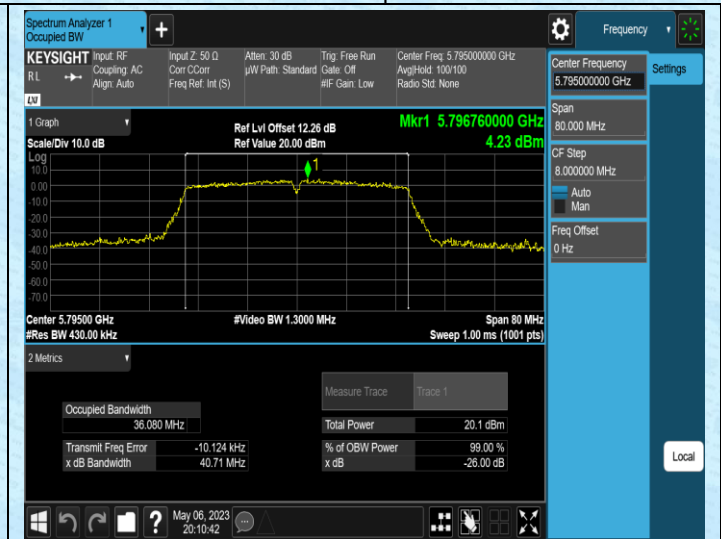 Spectrum Analyzer 1
Occupied BW
+
Frequency
KEYSIGHT
R L
LXI
Input: RF
Coupling: AC
Align: Auto
Input Z: 50 Ω
Corr CCorr
Freq Ref: Int (S)
Atten: 30 dB
µW Path: Standard
Trig: Free Run
Gate: Off
#IF Gain: Low
Center Freq: 5.795000000 GHz
Avg|Hold: 100/100
Radio Std: None
Center Frequency
5.795000000 GHz
Settings
Span
80.000 MHz
CF Step
8.000000 MHz
Auto
Man
Freq Offset
0 Hz
Local
1 Graph
Scale/Div 10.0 dB
Ref Lvl Offset 12.26 dB
Ref Value 20.00 dBm
Mkr1 5.796760000 GHz
4.23 dBm
Log
1
10.0
0.00
-10.0
-20.0
-30.0
-40.0
-50.0
-60.0
-70.0
Center 5.79500 GHz
#Video BW 1.3000 MHz
Span 80 MHz
#Res BW 430.00 kHz
Sweep 1.00 ms (1001 pts)
2 Metrics
Measure Trace
Trace 1
Occupied Bandwidth
36.080 MHz
Total Power
20.1 dBm
Transmit Freq Error
-10.124 kHz
% of OBW Power
99.00 %
x dB Bandwidth
40.71 MHz
x dB
-26.00 dB
?
May 06, 2023
20:10:42